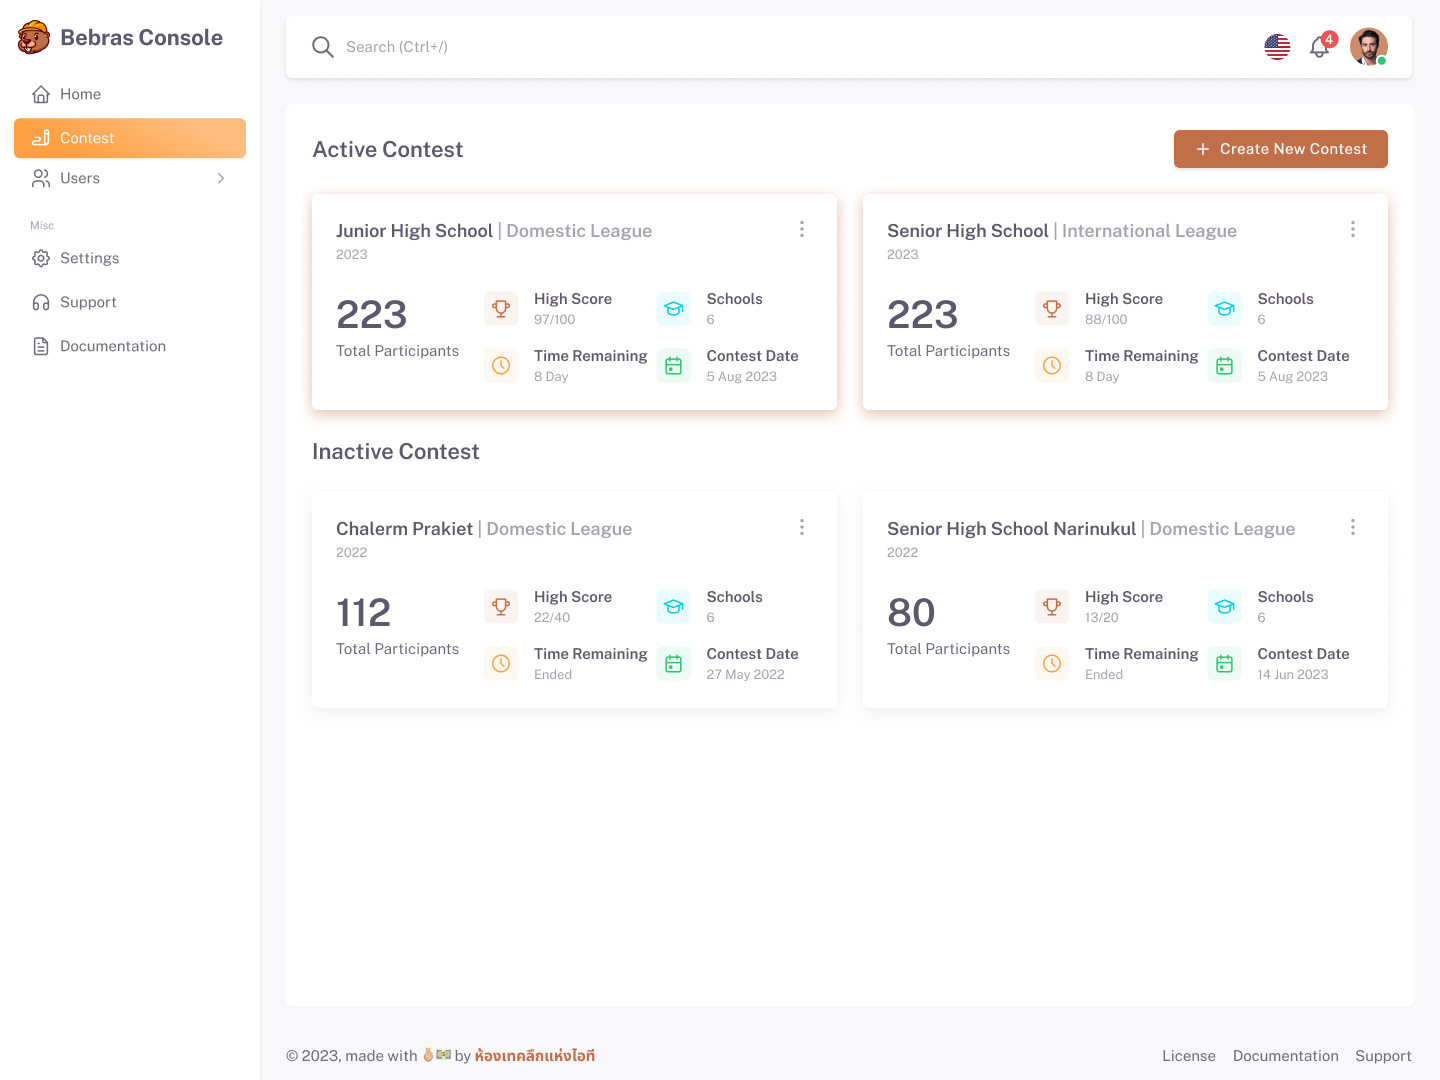 Bebras Console
Home
Contest
Users
Misc
Settings
Support
Documentation
Search (Ctrl+/)
4
Active Contest
Create New Contest
Junior High School | Domestic League
2023
223
Total Participants
High Score
97/100
Schools
6
Time Remaining
8 Day
Contest Date
5 Aug 2023
Senior High School | International League
2023
223
Total Participants
High Score
88/100
Schools
6
Time Remaining
8 Day
Contest Date
5 Aug 2023
Inactive Contest
Chalerm Prakiet | Domestic League
2022
112
Total Participants
High Score
22/40
Schools
6
Time Remaining
Ended
Contest Date
27 May 2022
Senior High School Narinukul | Domestic League
2022
80
Total Participants
High Score
13/20
Schools
6
Time Remaining
Ended
Contest Date
14 Jun 2023
© 2023, made with 🫰🏼💵 by ห้องเทคลึกแห่งไอที
License Documentation Support